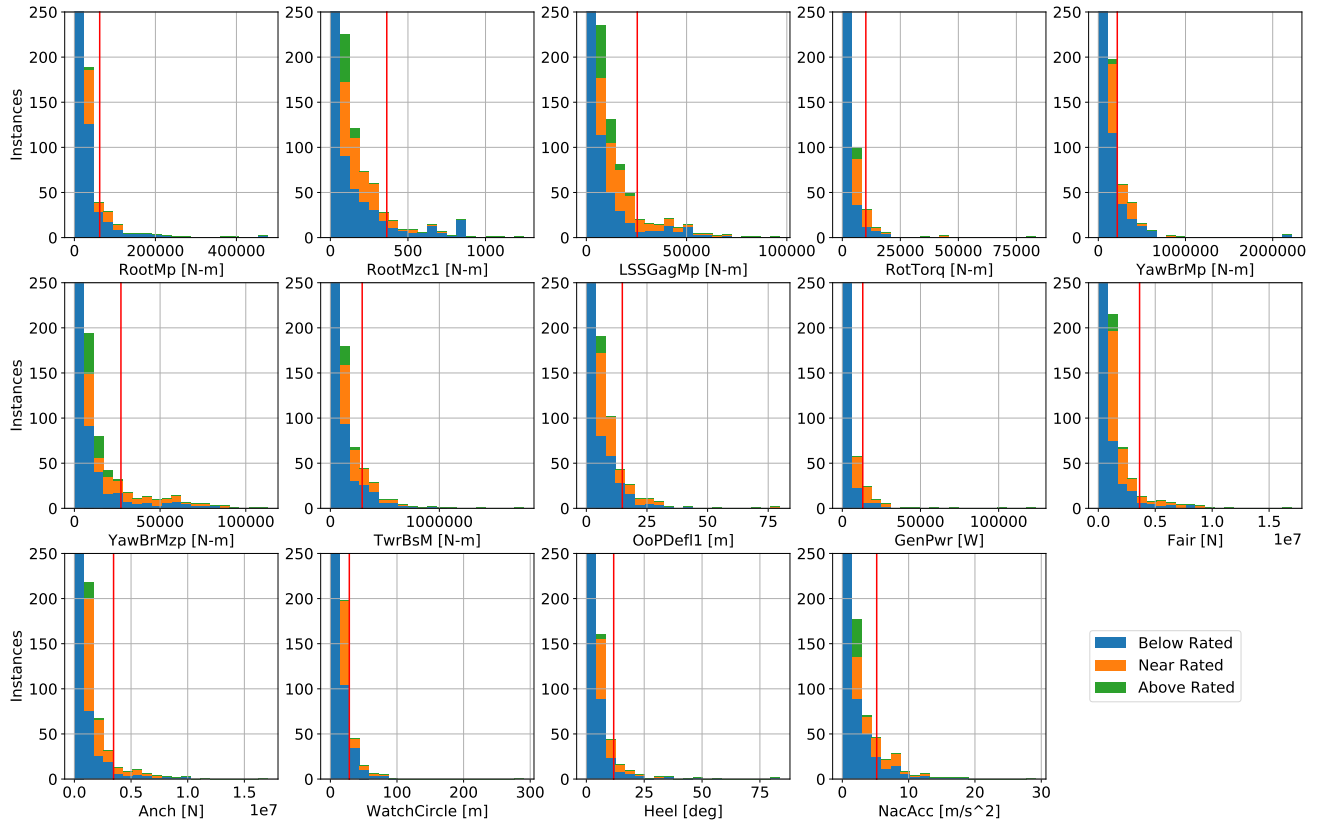 250
200
150
100
50
0
Instances
0 200000 400000
RootMp [N-m]
250
200
150
100
50
0
0 500 1000
RootMzc1 [N-m]
250
200
150
100
50
0
0 50000 100000
LSSGagMp [N-m]
250
200
150
100
50
0
0 25000 50000 75000
RotTorq [N-m]
250
200
150
100
50
0
0 1000000 2000000
YawBrMp [N-m]
250
200
150
100
50
0
Instances
0 50000 100000
YawBrMzp [N-m]
250
200
150
100
50
0
0 1000000
TwrBsM [N-m]
250
200
150
100
50
0
0 25 50 75
OoPDefl1 [m]
250
200
150
100
50
0
0 50000 100000
GenPwr [W]
250
200
150
100
50
0
0.0 0.5 1.0 1.5
1e7
Fair [N]
250
200
150
100
50
0
Instances
0.0 0.5 1.0 1.5
1e7
Anch [N]
250
200
150
100
50
0
0 100 200 300
WatchCircle [m]
250
200
150
100
50
0
0 25 50 75
Heel [deg]
250
200
150
100
50
0
0 10 20 30
NacAcc [m/s^2]
Below Rated
Near Rated
Above Rated